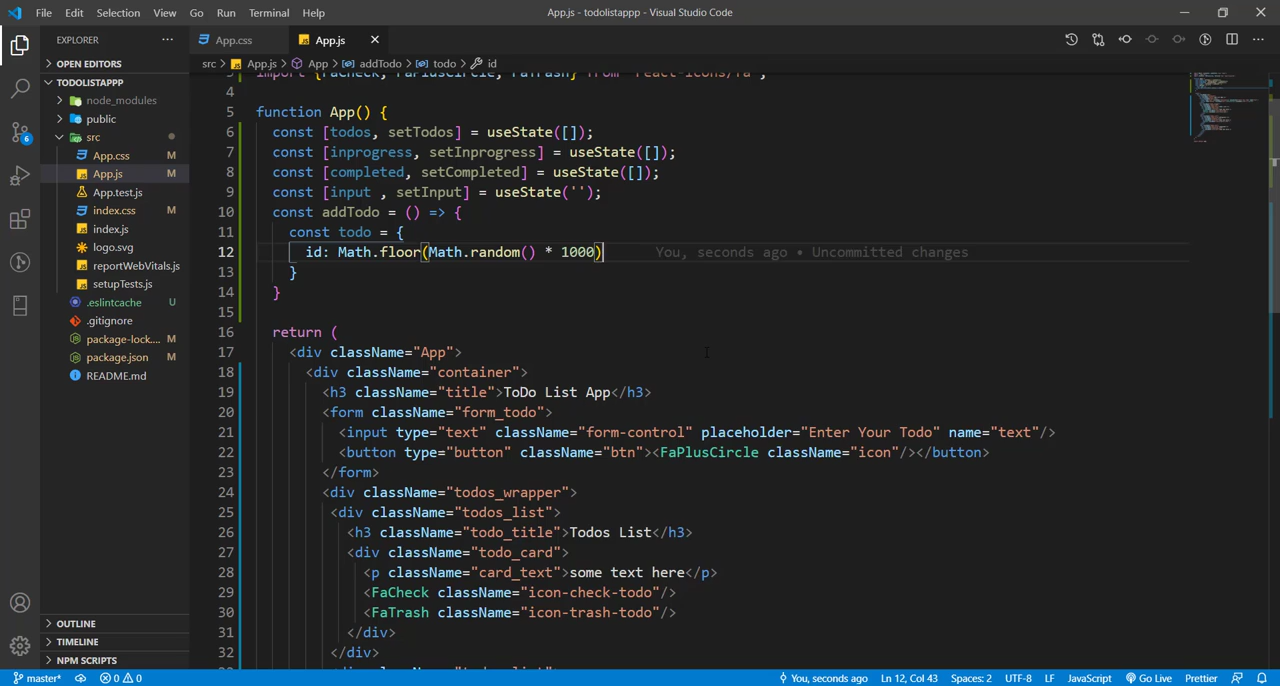 File Edit Selection View Go Run Terminal Help
App.js - todolistappp - Visual Studio Code
EXPLORER
OPEN EDITORS
TODOLISTAPPP
node_modules
public
src
App.css M
App.js M
App.test.js
index.css M
index.js
logo.svg
reportWebVitals.js
setupTests.js
.eslintcache U
.gitignore
package-lock.... M
package.json M
README.md
OUTLINE
TIMELINE
NPM SCRIPTS
6
App.css
App.js
src > App.js > App > addTodo > todo > id
4
5 function App() {
6 const [todos, setTodos] = useState([]);
7 const [inprogress, setInprogress] = useState([]);
8 const [completed, setCompleted] = useState([]);
9 const [input , setInput] = useState('');
10 const addTodo = () => {
11 const todo = {
12 id: Math.floor(Math.random() * 1000) You, seconds ago • Uncommitted changes
13 }
14 }
15
16 return (
17 <div className="App">
18 <div className="container">
19 <h3 className="title">ToDo List App</h3>
20 <form className="form_todo">
21 <input type="text" className="form-control" placeholder="Enter Your Todo" name="text"/>
22 <button type="button" className="btn"><FaPlusCircle className="icon"/></button>
23 </form>
24 <div className="todos_wrapper">
25 <div className="todos_list">
26 <h3 className="todo_title">Todos List</h3>
27 <div className="todo_card">
28 <p className="card_text">some text here</p>
29 <FaCheck className="icon-check-todo"/>
30 <FaTrash className="icon-trash-todo"/>
31 </div>
32 </div>
master* 0 0 You, seconds ago Ln 12, Col 43 Spaces: 2 UTF-8 LF JavaScript Go Live Prettier